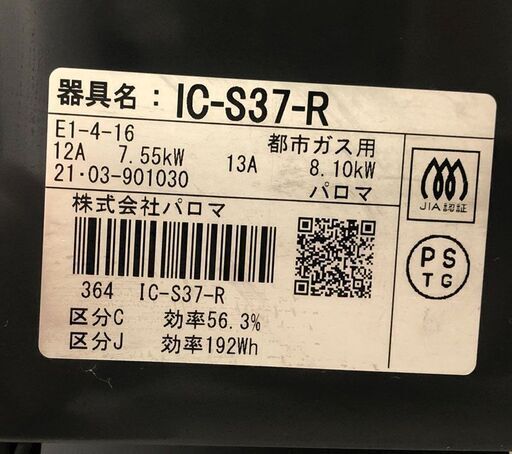 器具名：IC-S37-R
E1-4-16 都市ガス用
12A 7.55kW 13A 8.10kW
21・03-901030 パロマ
株式会社パロマ
364 IC-S37-R
区分C 効率56.3%
区分J 効率192Wh
JIA認証
PS
TG